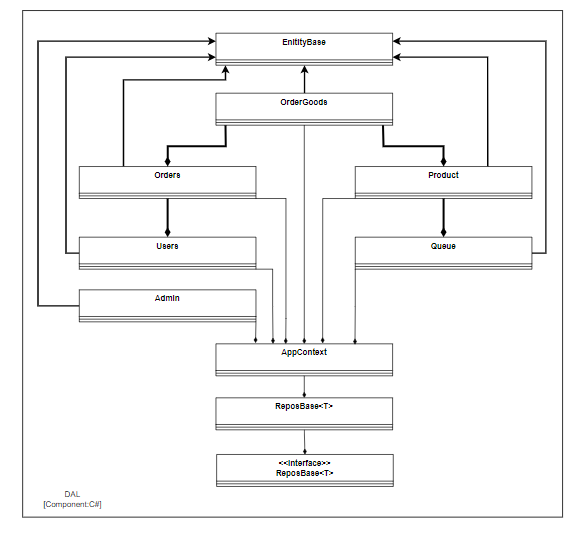 EnitityBase
OrderGoods
Orders
Product
Users
Queue
Admin
AppContext
ReposBase<T>
<<Interface>>
ReposBase<T>
DAL
[Component:C#]